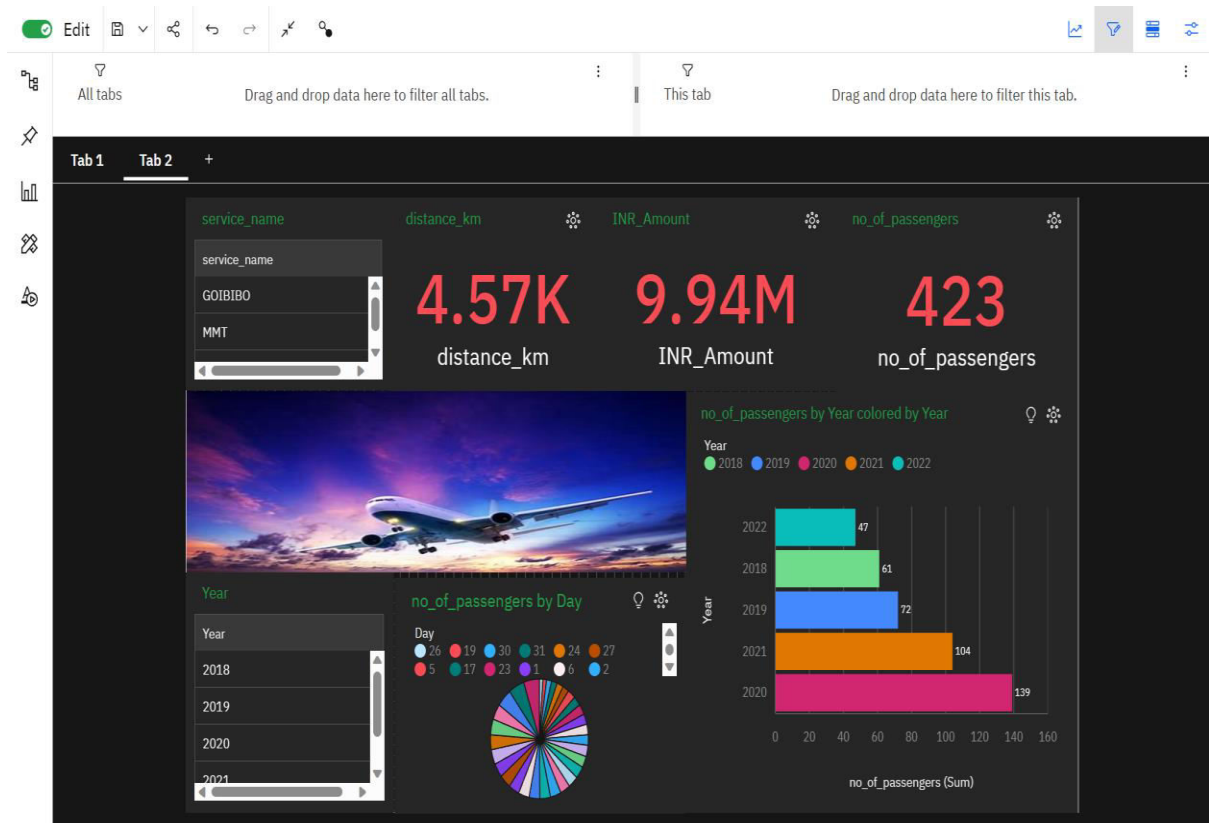 Edit
All tabs
Drag and drop data here to filter all tabs.
This tab
Drag and drop data here to filter this tab.
Tab 1 Tab 2 +
service_name
service_name
GOIBIBO
MMT
distance_km
4.57K
distance_km
INR_Amount
9.94M
INR_Amount
no_of_passengers
423
no_of_passengers
no_of_passengers by Year colored by Year
Year
2018 2019 2020 2021 2022
2022 47
2018 61
2019 72
2021 104
2020 139
Year
0 20 40 60 80 100 120 140 160
no_of_passengers (Sum)
Year
Year
2018
2019
2020
2021
no_of_passengers by Day
Day
26 19 30 31 24 27
5 17 23 1 6 2